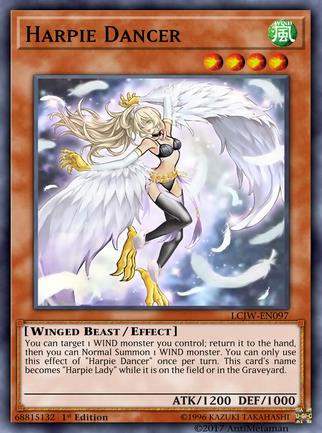 HARPIE DANCER
WIND
風
LCJW-EN097
[WINGED BEAST / EFFECT]
You can target 1 WIND monster you control; return it to the hand,
then you can Normal Summon 1 WIND monster. You can only use
this effect of "Harpie Dancer" once per turn. This card's name
becomes "Harpie Lady" while it is on the field or in the Graveyard.
ATK/1200 DEF/1000
68815132 1st Edition ©1996 KAZUKI TAKAHASHI
©2017 AntiMetaman